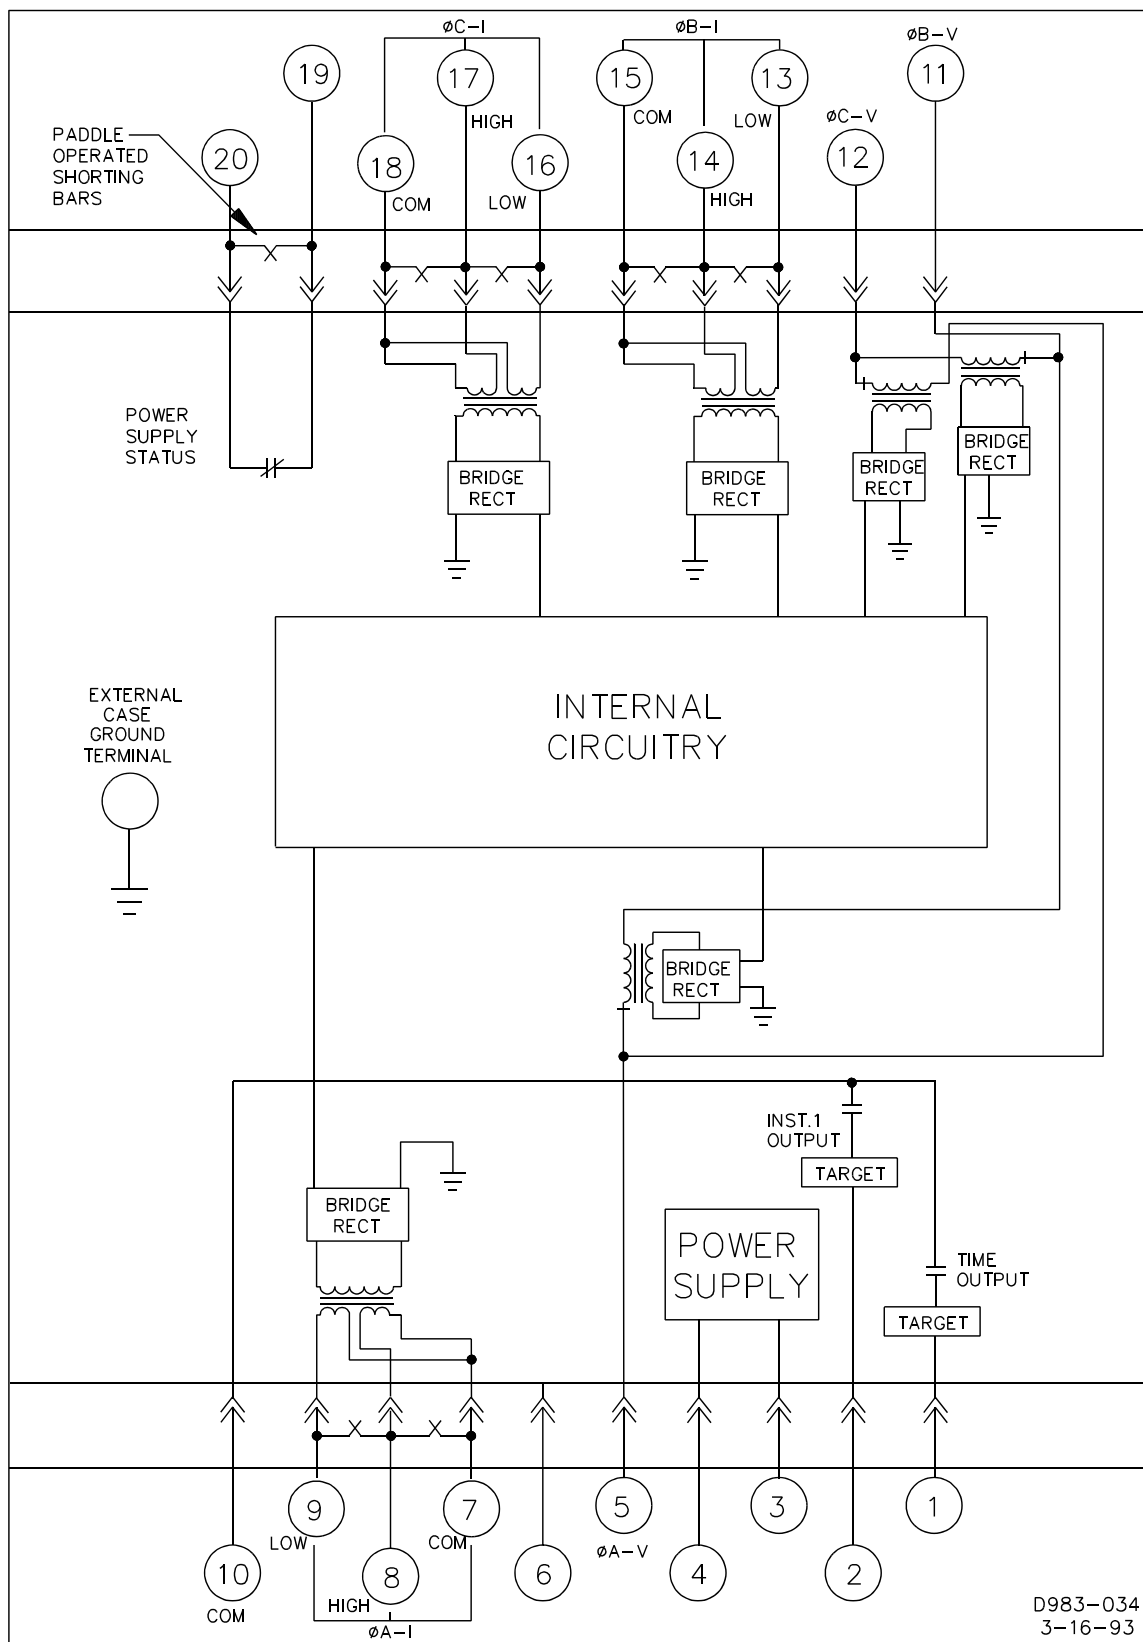 øC-I
øB-I
øB-V
19
17
15
13
11
HIGH
COM
LOW
øC-V
PADDLE
OPERATED
SHORTING
BARS
20
18
16
14
12
COM
LOW
HIGH
POWER
SUPPLY
STATUS
BRIDGE
RECT
BRIDGE
RECT
BRIDGE
RECT
BRIDGE
RECT
INTERNAL
CIRCUITRY
EXTERNAL
CASE
GROUND
TERMINAL
BRIDGE
RECT
INST.1
OUTPUT
TARGET
BRIDGE
RECT
POWER
SUPPLY
TIME
OUTPUT
TARGET
9
7
5
3
1
LOW
COM
øA-V
10
8
6
4
2
COM
HIGH
øA-I
D983-034
3-16-93